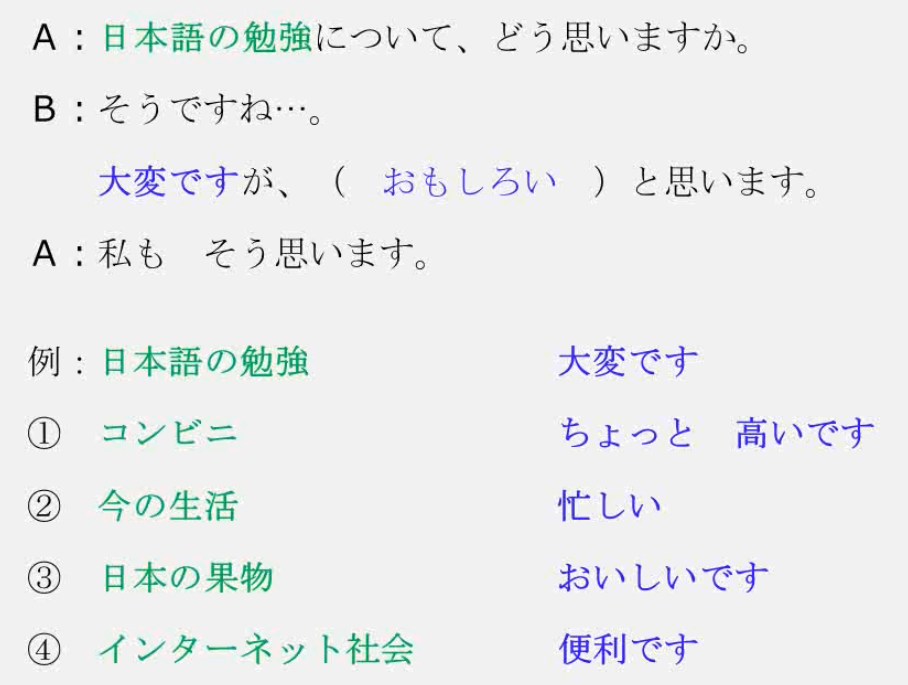 A：日本語の勉強について、どう思いますか。
B：そうですね…。
大変ですが、（　おもしろい　）と思います。
A：私も　そう思います。
例：日本語の勉強　大変です
①　コンビニ　ちょっと　高いです
②　今の生活　忙しい
③　日本の果物　おいしいです
④　インターネット社会　便利です